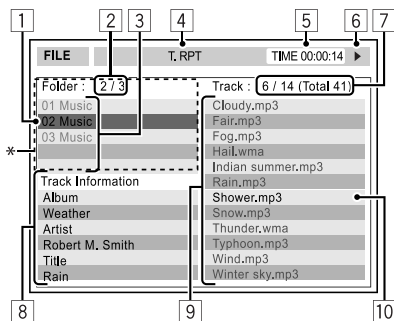 1 2 3 4 5 6 7
FILE T. RPT TIME 00:00:14
Folder : 2 / 3 Track : 6 / 14 (Total 41)
01 Music
02 Music
03 Music
*
Track Information
Album
Weather
Artist
Robert M. Smith
Title
Rain
Cloudy.mp3
Fair.mp3
Fog.mp3
Hail.wma
Indian summer.mp3
Rain.mp3
Shower.mp3
Snow.mp3
Thunder.wma
Typhoon.mp3
Wind.mp3
Winter sky.mp3
8 9 10